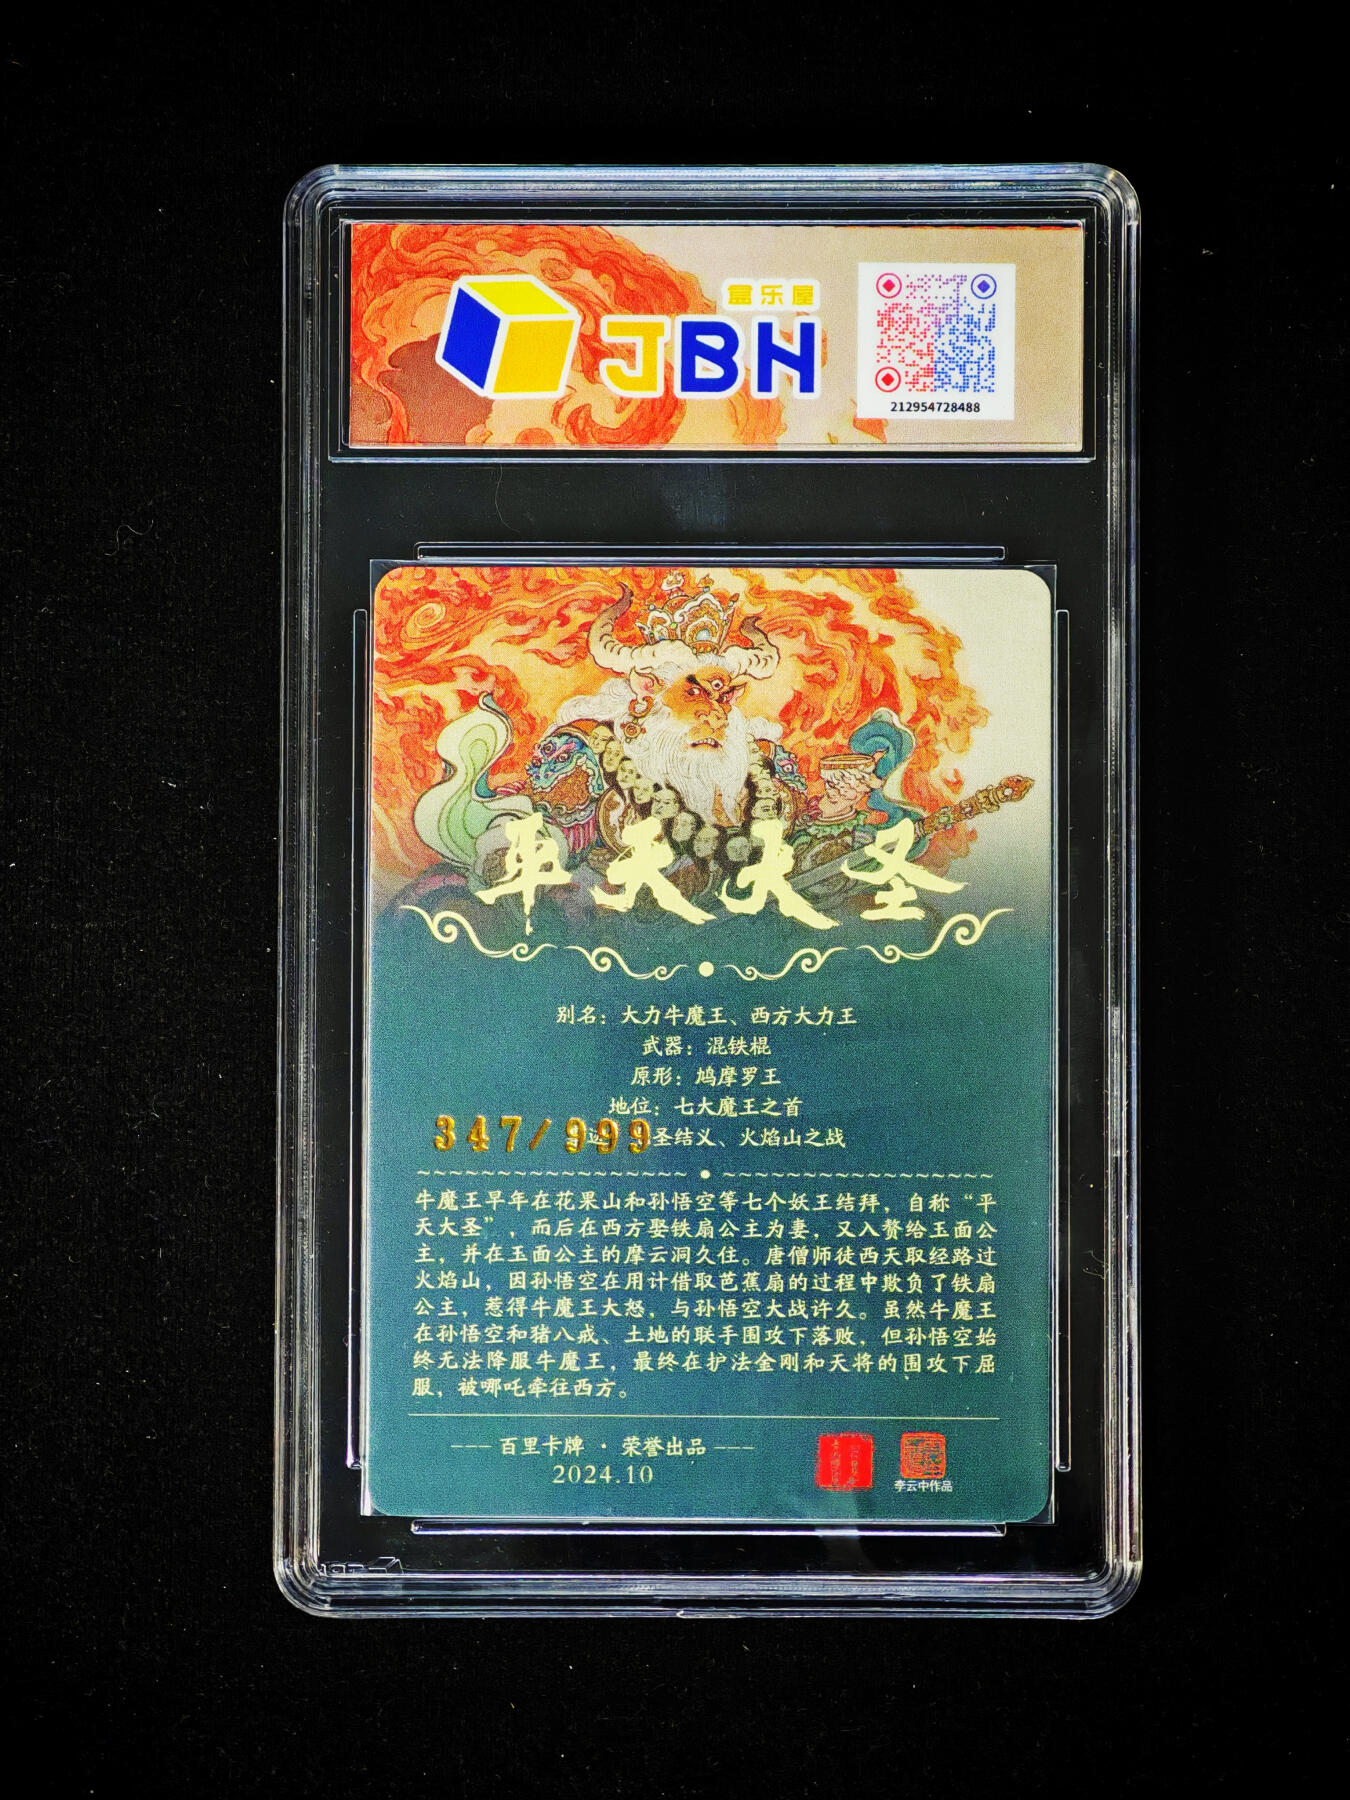 盒乐屋
JBH
212954728488
平天大圣
别名：大力牛魔王、西方大力王
武器：混铁棍
原形：鸠摩罗王
地位：七大魔王之首
347/999
圣结义、火焰山之战
牛魔王早年在花果山和孙悟空等七个妖王结拜，自称“平
天大圣”，而后在西方娶铁扇公主为妻，又入赘给玉面公
主，并在玉面公主的摩云洞久住。唐僧师徒西天取经路过
火焰山，因孙悟空在用计借取芭蕉扇的过程中欺负了铁扇
公主，惹得牛魔王大怒，与孙悟空大战许久。虽然牛魔王
在孙悟空和猪八戒、土地的联手围攻下落败，但孙悟空始
终无法降服牛魔王，最终在护法金刚和天将的围攻下屈
服，被哪吒牵往西方。
--- 百里卡牌 · 荣誉出品 ---
2024.10
李云中作品